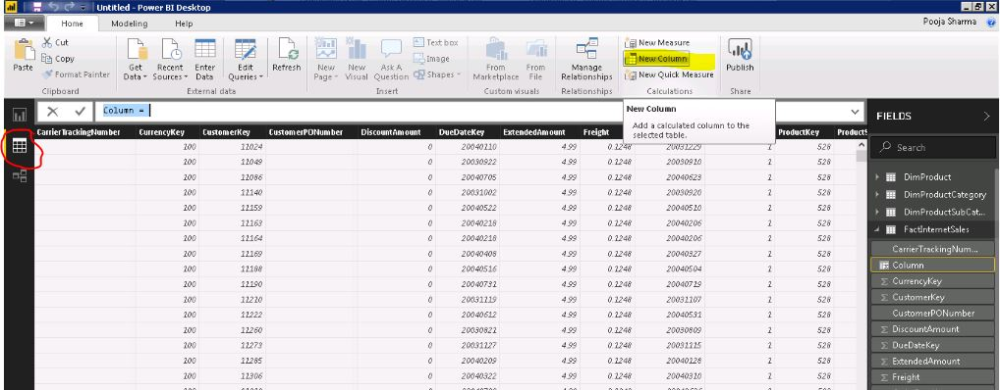 Untitled - Power BI Desktop
Home Modeling Help Pooja Sharma
Paste
Cut
Copy
Format Painter
Clipboard
Get Data
Recent Sources
Enter Data
Edit Queries
Refresh
External data
New Page
New Visual
Ask A Question
Text box
Image
Shapes
Insert
From Marketplace
From File
Custom visuals
Manage Relationships
Relationships
New Measure
New Column
New Quick Measure
Calculations
Publish
Share
Column =
New Column
Add a calculated column to the
selected table.
CarrierTrackingNumber CurrencyKey CustomerKey CustomerPONumber DiscountAmount DueDateKey ExtendedAmount Freight ProductKey ProductS
100 11024 0 20040110 4.99 0.1248 20031229 1 528
100 11049 0 20030922 4.99 0.1248 20030910 1 528
100 11086 0 20040705 4.99 0.1248 20040623 1 528
100 11140 0 20031002 4.99 0.1248 20030920 1 528
100 11159 0 20040522 4.99 0.1248 20040510 1 528
100 11163 0 20040218 4.99 0.1248 20040206 1 528
100 11164 0 20040218 4.99 0.1248 20040206 1 528
100 11169 0 20040408 4.99 0.1248 20040327 1 528
100 11188 0 20040516 4.99 0.1248 20040504 1 528
100 11190 0 20040731 4.99 0.1248 20040719 1 528
100 11210 0 20031119 4.99 0.1248 20031107 1 528
100 11222 0 20040612 4.99 0.1248 20040531 1 528
100 11260 0 20030821 4.99 0.1248 20030809 1 528
100 11273 0 20031127 4.99 0.1248 20031115 1 528
100 11285 0 20040209 4.99 0.1248 20040128 1 528
100 11306 0 20040322 4.99 0.1248 20040310 1 528
FIELDS
Search
DimProduct
DimProductCategory
DimProductSubCat...
FactInternetSales
CarrierTrackingNum...
Column
CurrencyKey
CustomerKey
CustomerPONumber
DiscountAmount
DueDateKey
ExtendedAmount
Freight